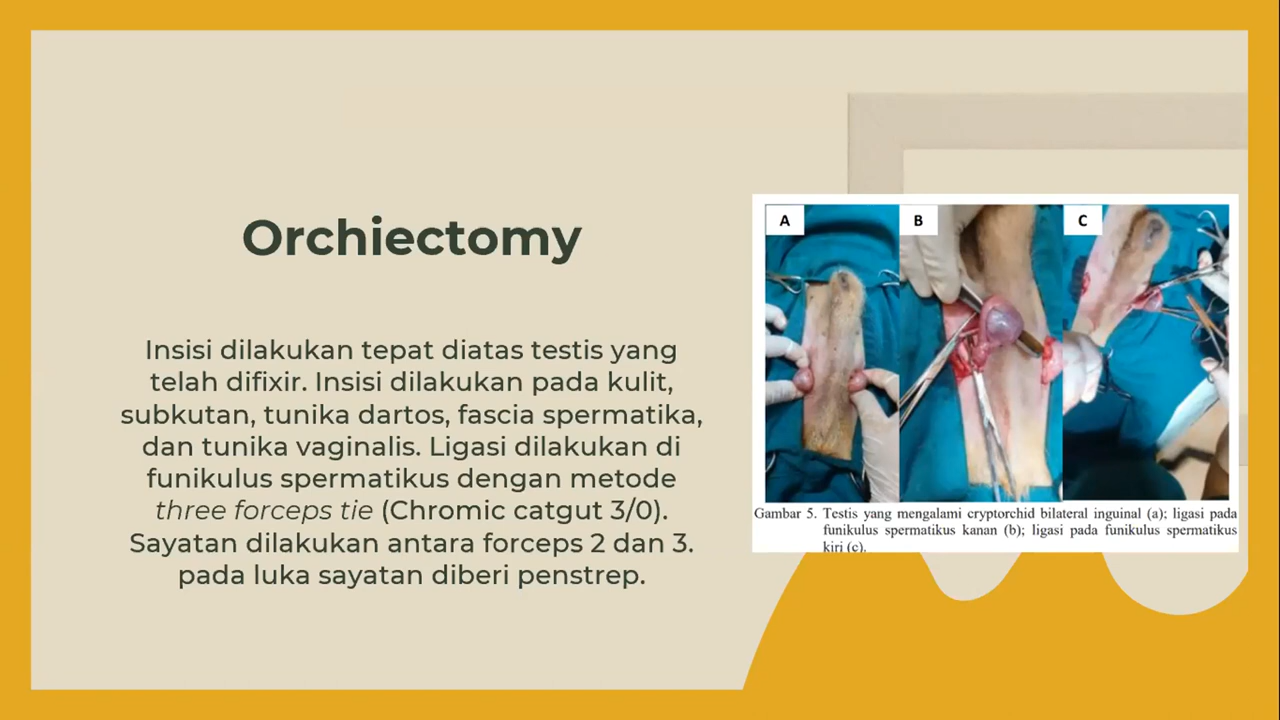 Orchiectomy
Insisi dilakukan tepat diatas testis yang
telah difixir. Insisi dilakukan pada kulit,
subkutan, tunika dartos, fascia spermatika,
dan tunika vaginalis. Ligasi dilakukan di
funikulus spermatikus dengan metode
three forceps tie (Chromic catgut 3/0).
Sayatan dilakukan antara forceps 2 dan 3.
pada luka sayatan diberi penstrep.
A
B
C
Gambar 5. Testis yang mengalami cryptorchid bilateral inguinal (a); ligasi pada
funikulus spermatikus kanan (b); ligasi pada funikulus spermatikus
kiri (c).